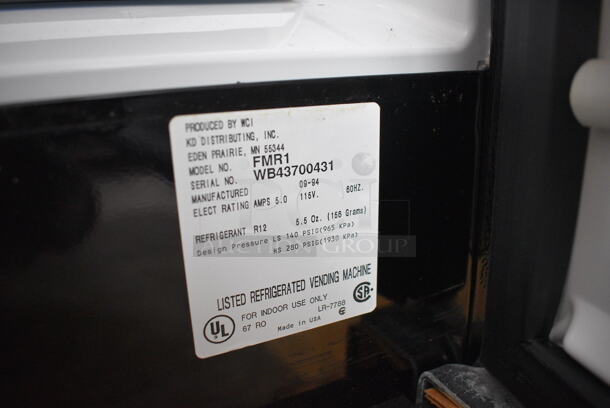 PRODUCED BY WCI
KD DISTRIBUTING, INC.
EDEN PRAIRIE, MN 55344
MODEL NO. FMR1
SERIAL NO. WB43700431
MANUFACTURED 09-94
ELECT RATING AMPS 5.0 115V. 60HZ.
REFRIGERANT R12 5.5 Oz. (156 Grams)
Design Pressure LS 140 PSIG(965 KPa)
HS 280 PSIG(1930 KPa)
LISTED REFRIGERATED VENDING MACHINE
FOR INDOOR USE ONLY
UL 67 RO LR-7788 SA
Made in USA
GROUP